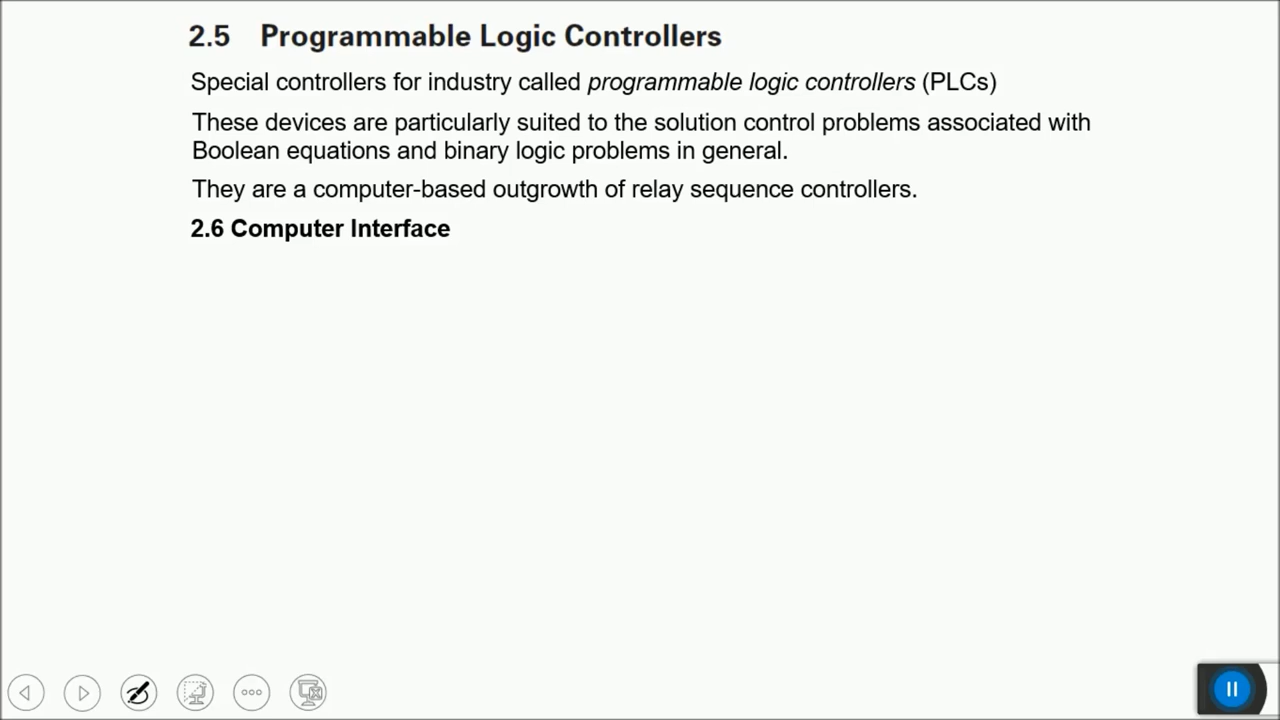 2.5 Programmable Logic Controllers
Special controllers for industry called programmable logic controllers (PLCs)
These devices are particularly suited to the solution control problems associated with
Boolean equations and binary logic problems in general.
They are a computer-based outgrowth of relay sequence controllers.
2.6 Computer Interface